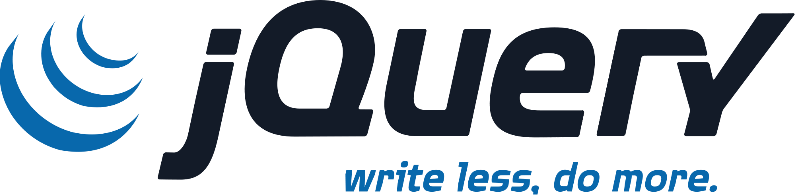 jQuery
write less, do more.